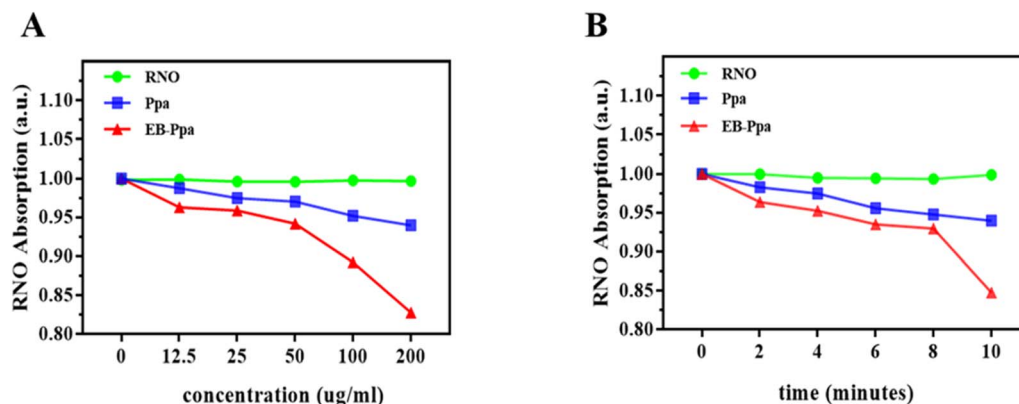 A
RNO Absorption (a.u.)
RNO
Ppa
EB-Ppa
1.10
1.05
1.00
0.95
0.90
0.85
0.80
0 12.5 25 50 100 200
concentration (ug/ml)
B
RNO Absorption (a.u.)
RNO
Ppa
EB-Ppa
1.10
1.05
1.00
0.95
0.90
0.85
0.80
0 2 4 6 8 10
time (minutes)